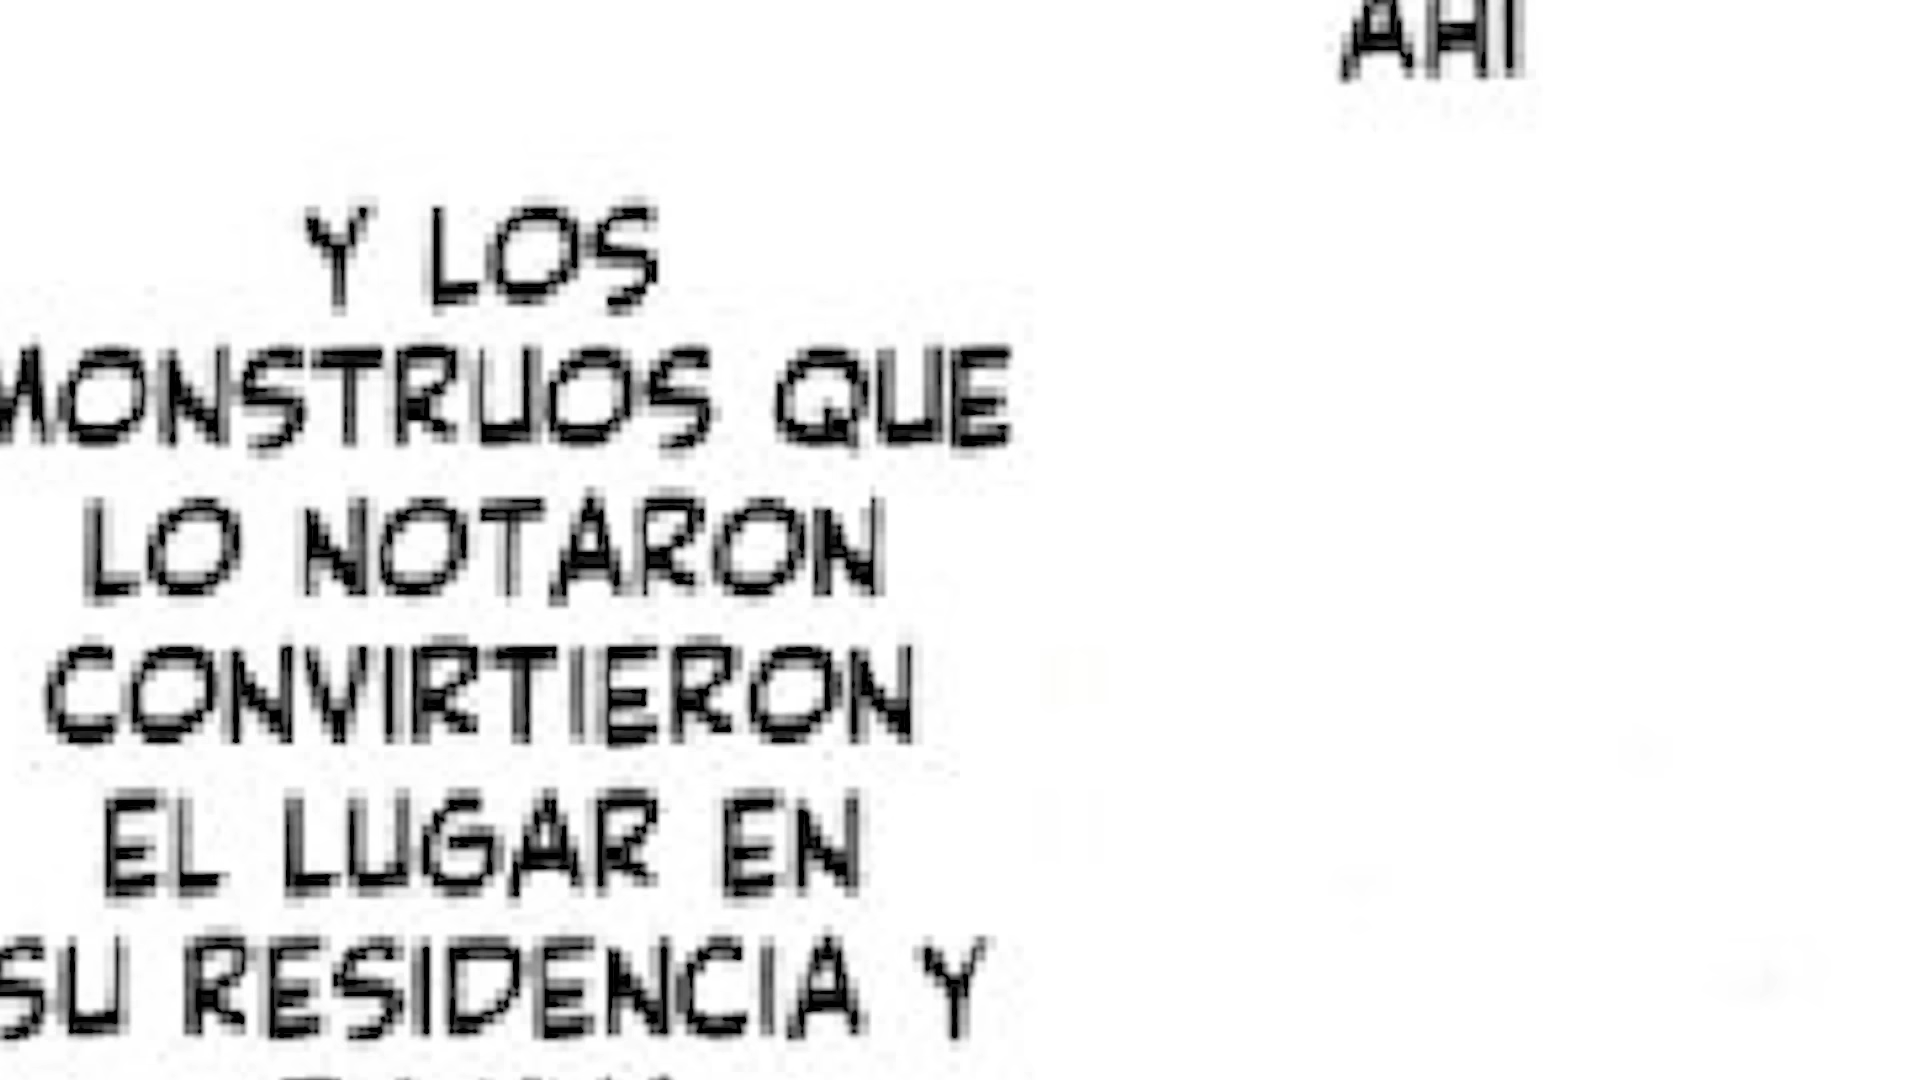 AHI
Y LOS
MONSTRUOS QUE
LO NOTARON
CONVIRTIERON
EL LUGAR EN
SU RESIDENCIA Y